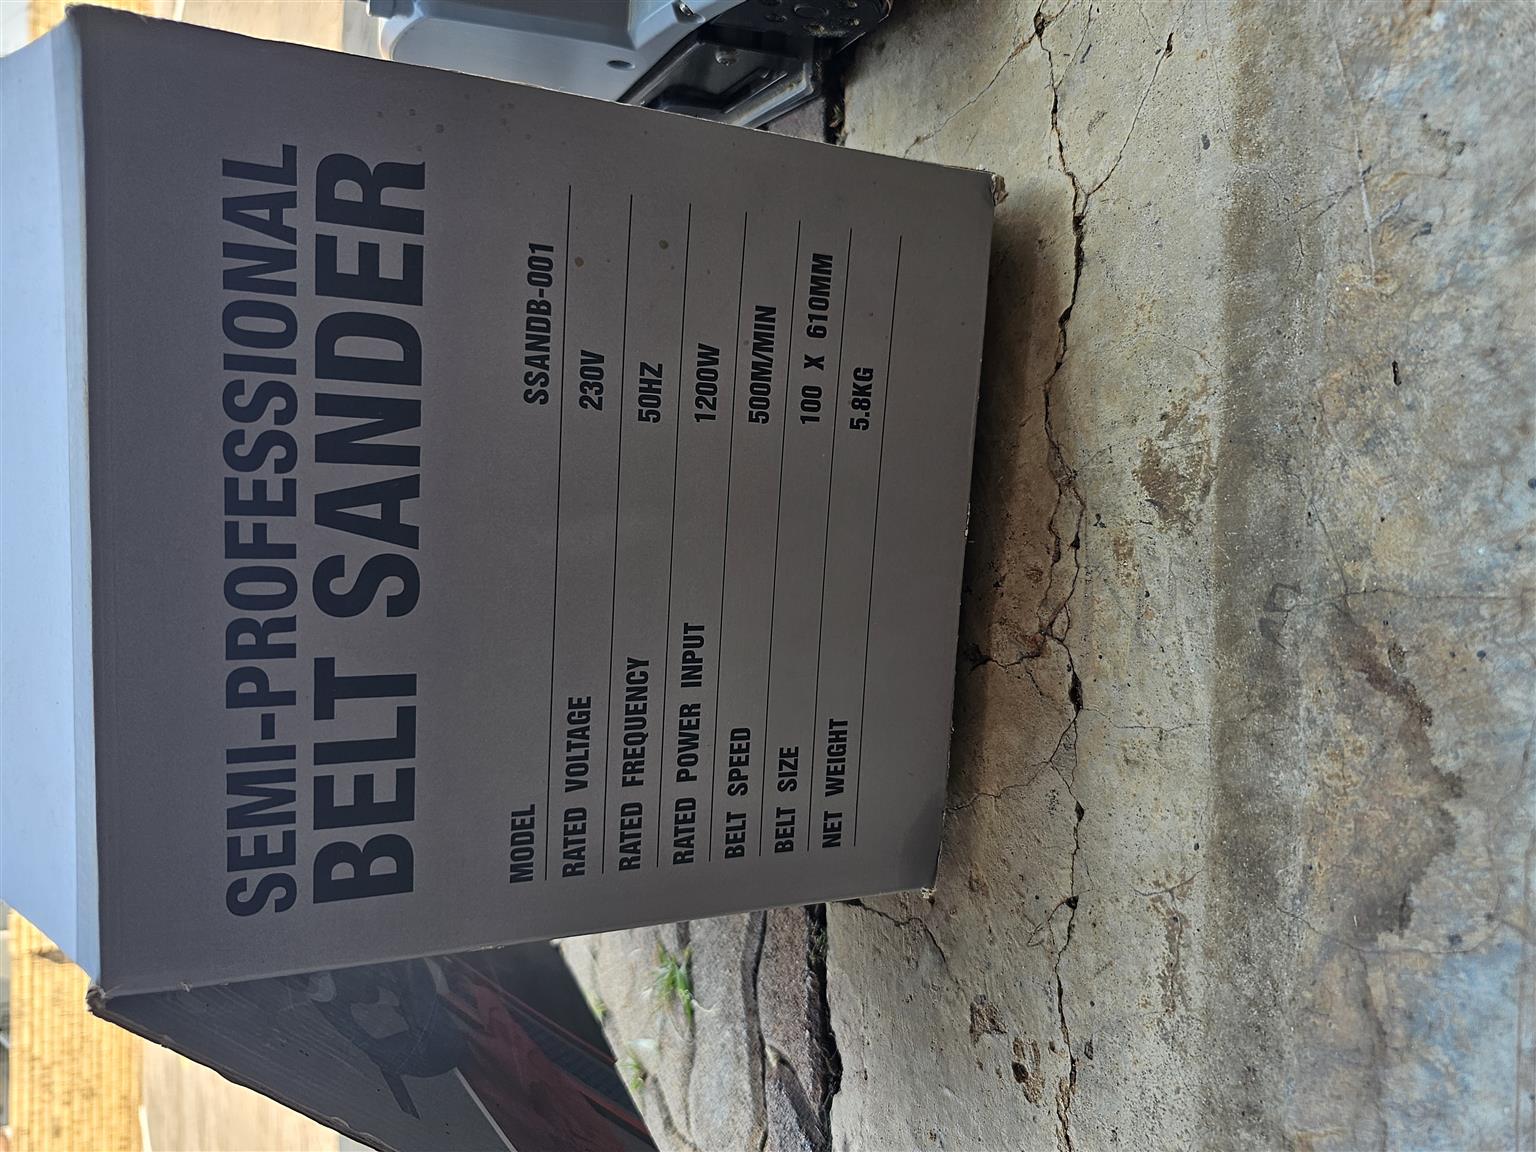 SEMI-PROFESSIONAL
BELT SANDER
MODEL SSANDB-001
RATED VOLTAGE 230V
RATED FREQUENCY 50HZ
RATED POWER INPUT 1200W
BELT SPEED 500M/MIN
BELT SIZE 100 X 610MM
NET WEIGHT 5.8KG